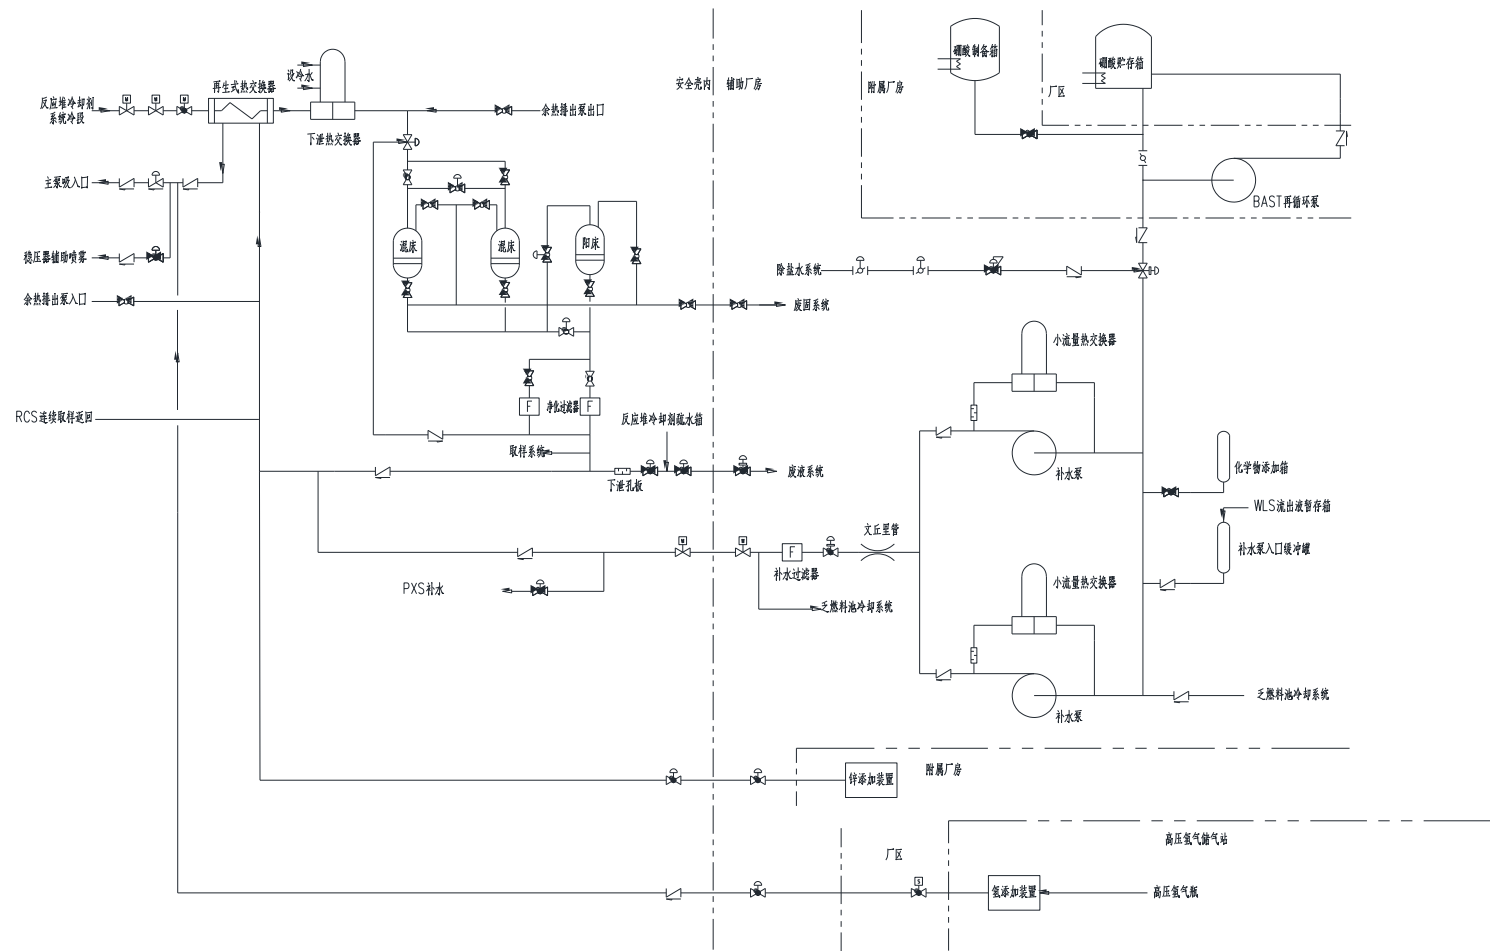 硼酸制备箱
硼酸贮存箱
设冷水
再生式热交换器
安全壳内
辅助厂房
附属厂房
厂区
反应堆冷却剂
系统冷段
余热排出泵出口
下泄热交换器
主泵吸入口
BAST再循环泵
混床
混床
阳床
稳压器辅助喷雾
除盐水系统
余热排出泵入口
废固系统
小流量热交换器
F
净化过滤器
F
RCS连续取样返回
反应堆冷却剂疏水箱
取样系统
废液系统
下泄孔板
补水泵
化学物添加箱
WLS流出液暂存箱
文丘里管
补水泵入口缓冲罐
F
补水过滤器
PXS补水
乏燃料池冷却系统
小流量热交换器
乏燃料池冷却系统
补水泵
附属厂房
锌添加装置
高压氢气储气站
厂区
氢添加装置
高压氢气瓶